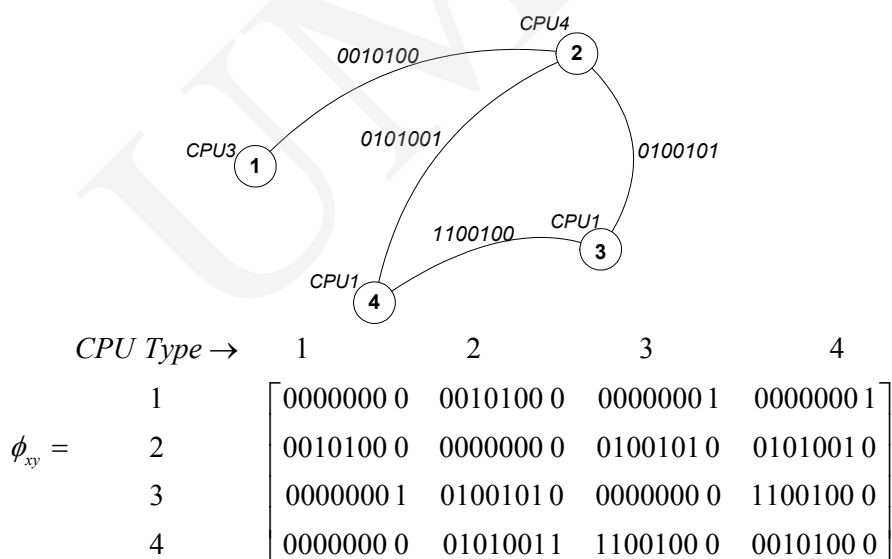 CPU4
2
0010100
0101001
CPU3
1
0100101
CPU1
3
1100100
CPU1
4
CPU Type → 1 2 3 4
1 0000000 0 0010100 0 0000000 1 0000000 1
ϕxy = 2 0010100 0 0000000 0 0100101 0 0101001 0
3 0000000 1 0100101 0 0000000 0 1100100 0
4 0000000 0 0101001 1 1100100 0 0010100 0